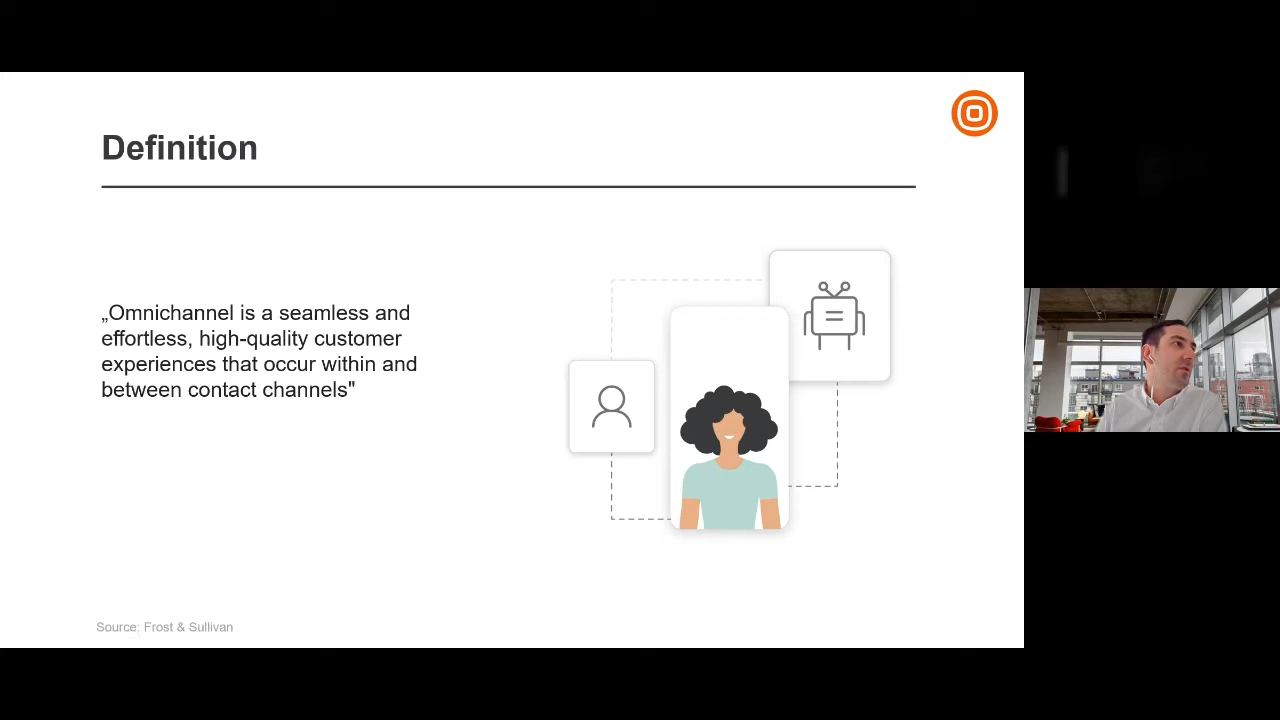 Definition
„Omnichannel is a seamless and
effortless, high-quality customer
experiences that occur within and
between contact channels"
Source: Frost & Sullivan